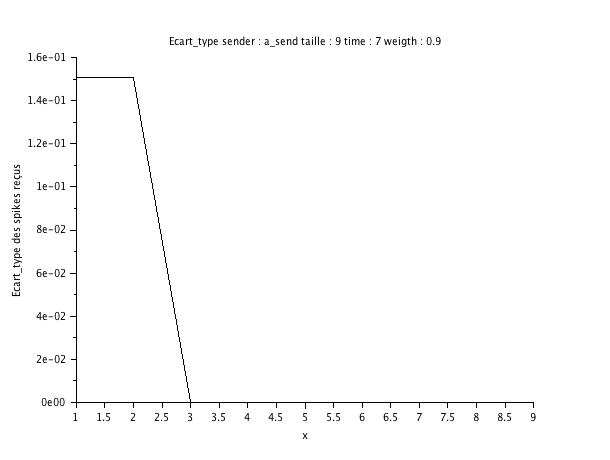 Ecart_type sender : a_send taille : 9 time : 7 weigth : 0.9
1.6e-01
1.4e-01
1.2e-01
1e-01
8e-02
6e-02
4e-02
2e-02
0e00
Ecart_type des spikes reçus
1 1.5 2 2.5 3 3.5 4 4.5 5 5.5 6 6.5 7 7.5 8 8.5 9
x